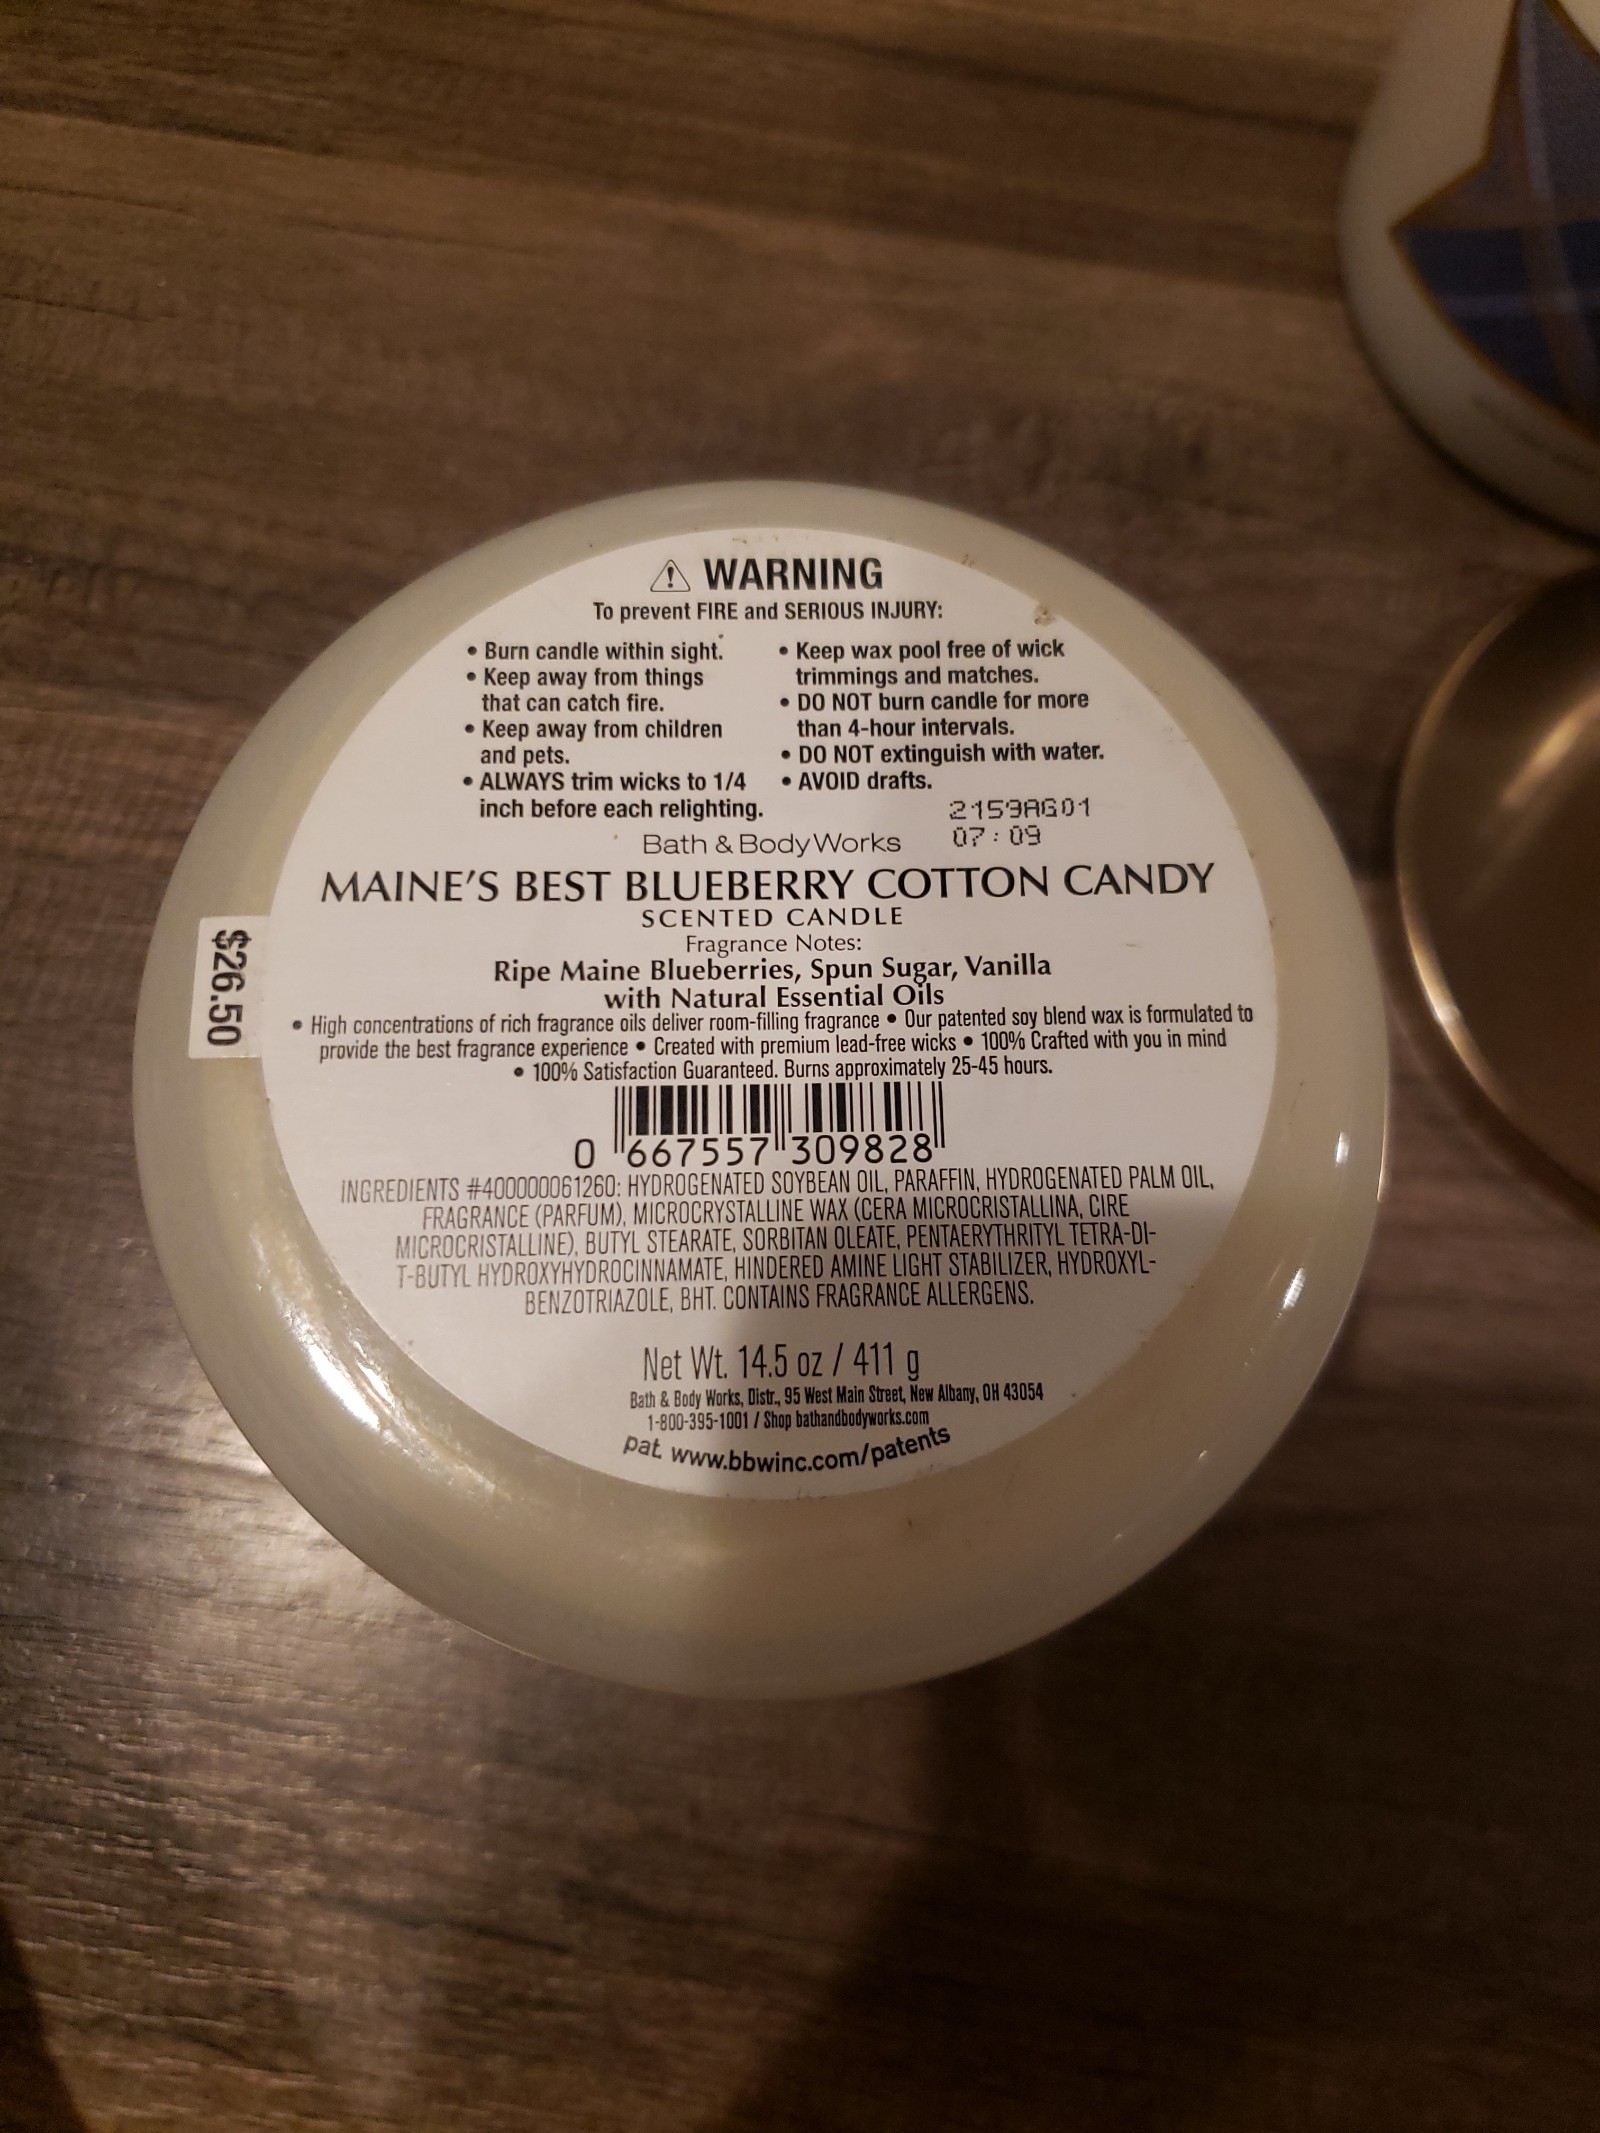 ⚠ WARNING
To prevent FIRE and SERIOUS INJURY:
• Burn candle within sight.
• Keep away from things
that can catch fire.
• Keep away from children
and pets.
• ALWAYS trim wicks to 1/4
inch before each relighting.
• Keep wax pool free of wick
trimmings and matches.
• DO NOT burn candle for more
than 4-hour intervals.
• DO NOT extinguish with water.
• AVOID drafts.
2159AG01
07:09
Bath & Body Works
MAINE'S BEST BLUEBERRY COTTON CANDY
SCENTED CANDLE
Fragrance Notes:
Ripe Maine Blueberries, Spun Sugar, Vanilla
with Natural Essential Oils
• High concentrations of rich fragrance oils deliver room-filling fragrance • Our patented soy blend wax is formulated to
provide the best fragrance experience • Created with premium lead-free wicks • 100% Crafted with you in mind
• 100% Satisfaction Guaranteed. Burns approximately 25-45 hours.
0 667557 309828
INGREDIENTS #400000061260: HYDROGENATED SOYBEAN OIL, PARAFFIN, HYDROGENATED PALM OIL,
FRAGRANCE (PARFUM), MICROCRYSTALLINE WAX (CERA MICROCRISTALLINA, CIRE
MICROCRISTALLINE), BUTYL STEARATE, SORBITAN OLEATE, PENTAERYTHRITYL TETRA-DI-
T-BUTYL HYDROXYHYDROCINNAMATE, HINDERED AMINE LIGHT STABILIZER, HYDROXYL-
BENZOTRIAZOLE, BHT. CONTAINS FRAGRANCE ALLERGENS.
Net Wt. 14.5 oz / 411 g
Bath & Body Works, Distr., 95 West Main Street, New Albany, OH 43054
1-800-395-1001 / Shop bathandbodyworks.com
pat. www.bbwinc.com/patents
$26.50